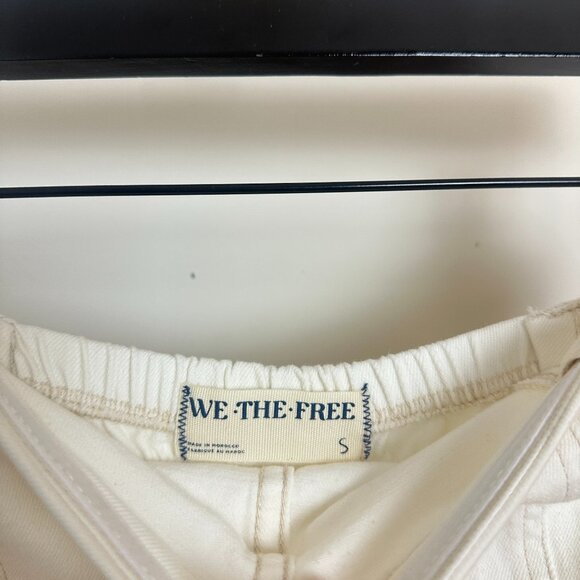 WE·THE·FREE
MADE IN MOROCCO
FABRIQUÉ AU MAROC
S